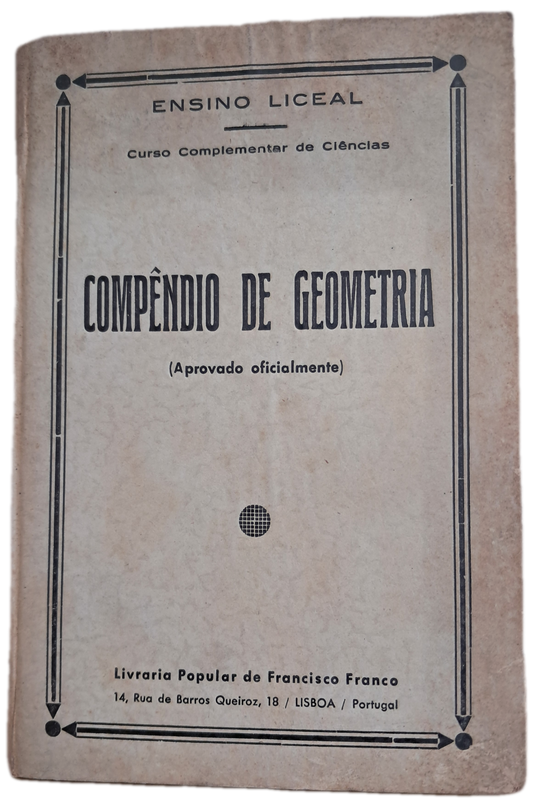 ENSINO LICEAL
Curso Complementar de Ciências
COMPÊNDIO DE GEOMETRIA
(Aprovado oficialmente)
Livraria Popular de Francisco Franco
14, Rua de Barros Queiroz, 18 / LISBOA / Portugal